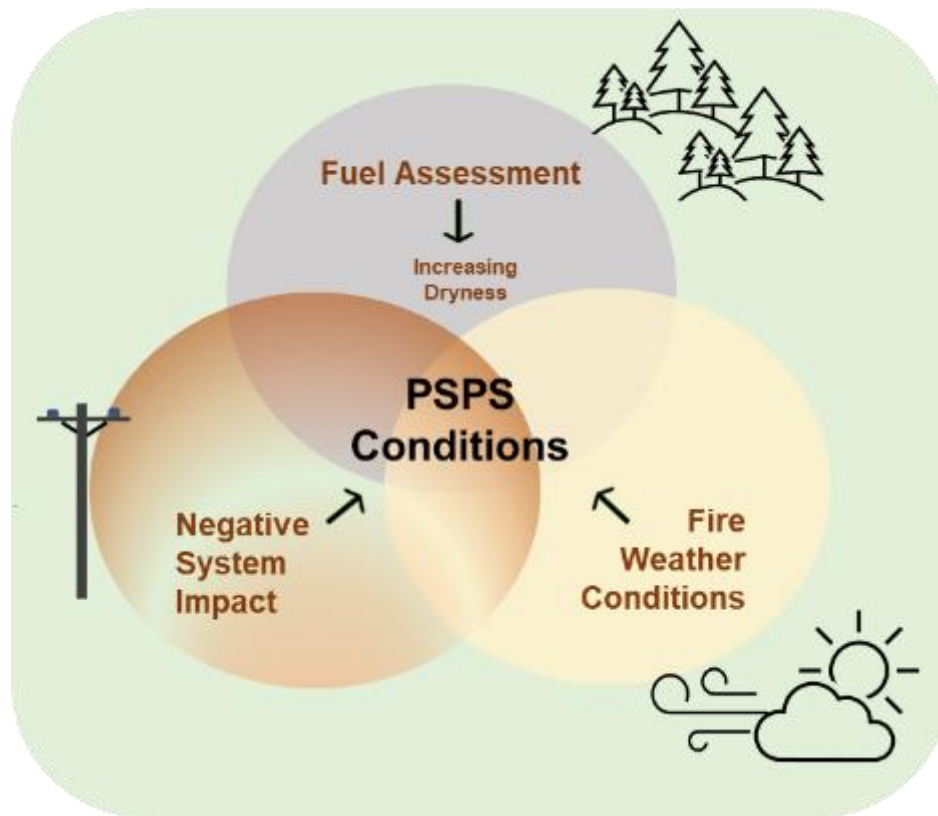 Fuel Assessment
Increasing
Dryness
PSPS
Conditions
Negative
System
Impact
Fire
Weather
Conditions